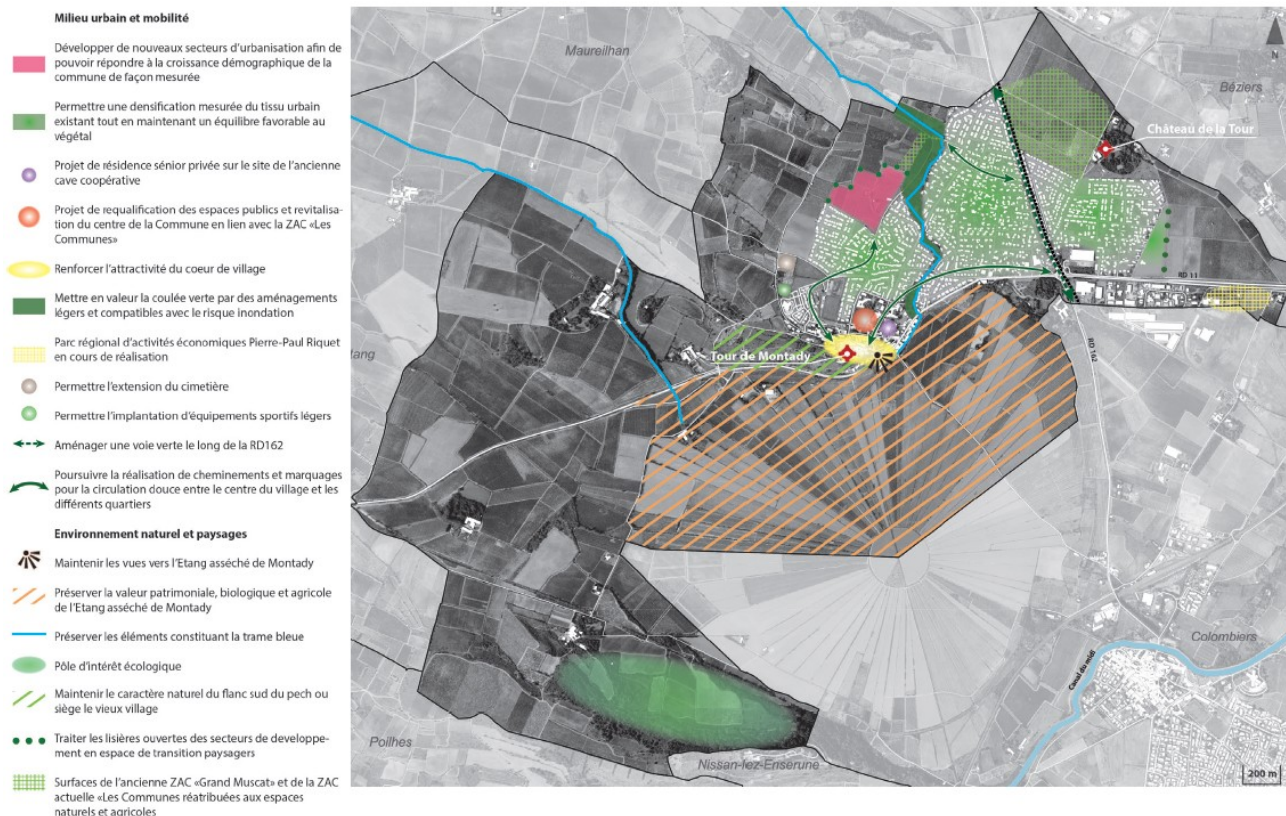 Milieu urbain et mobilité
Développer de nouveaux secteurs d'urbanisation afin de
pouvoir répondre à la croissance démographique de la
commune de façon mesurée
Permettre une densification mesurée du tissu urbain
existant tout en maintenant un équilibre favorable au
végétal
Projet de résidence sénior privée sur le site de l'ancienne
cave coopérative
Projet de requalification des espaces publics et revitalisa-
tion du centre de la Commune en lien avec la ZAC «Les
Communes»
Renforcer l'attractivité du coeur de village
Mettre en valeur la coulée verte par des aménagements
légers et compatibles avec le risque inondation
Parc régional d'activités économiques Pierre-Paul Riquet
en cours de réalisation
Permettre l'extension du cimetière
Permettre l'implantation d'équipements sportifs légers
Aménager une voie verte le long de la RD162
Poursuivre la réalisation de cheminements et marquages
pour la circulation douce entre le centre du village et les
différents quartiers
Environnement naturel et paysages
Maintenir les vues vers l'Etang asséché de Montady
Préserver la valeur patrimoniale, biologique et agricole
de l'Etang asséché de Montady
Préserver les éléments constituant la trame bleue
Pôle d'intérêt écologique
Maintenir le caractère naturel du flanc sud du pech ou
siège le vieux village
Traiter les lisières ouvertes des secteurs de developpe-
ment en espace de transition paysagers
Surfaces de l'ancienne ZAC «Grand Muscat» et de la ZAC
actuelle «Les Communes réatribuées aux espaces
naturels et agricoles
Maureilhan
N
Béziers
Château de la Tour
RD 11
tang
Tour de Montady
RD 162
Colombiers
Canal du midi
Poilhes
Nissan-lez-Enserune
200 m